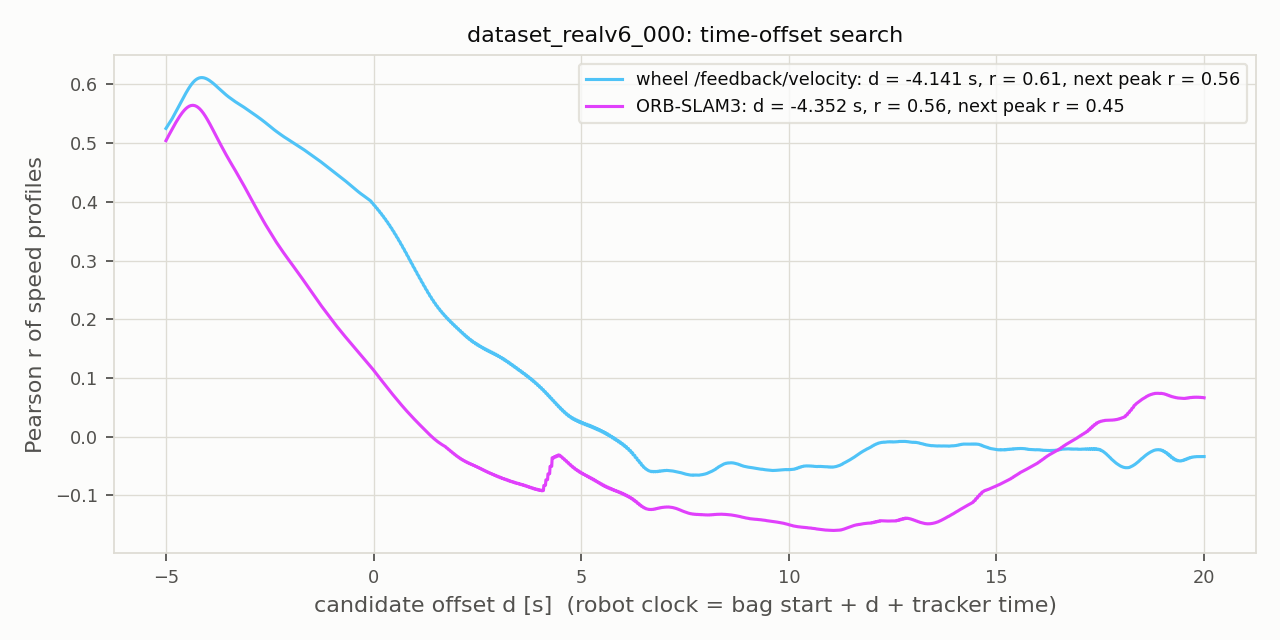 dataset_realv6_000: time-offset search
wheel /feedback/velocity: d = -4.141 s, r = 0.61, next peak r = 0.56
ORB-SLAM3: d = -4.352 s, r = 0.56, next peak r = 0.45
Pearson r of speed profiles
0.6
0.5
0.4
0.3
0.2
0.1
0.0
−0.1
−5
0
5
10
15
20
candidate offset d [s]  (robot clock = bag start + d + tracker time)